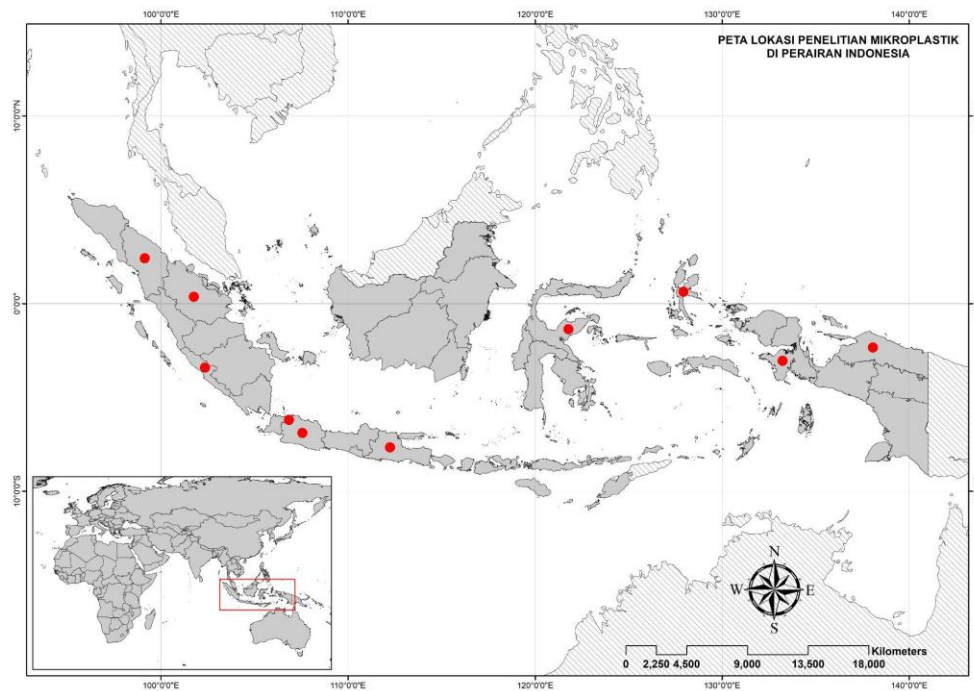 100°0'0"E 110°0'0"E 120°0'0"E 130°0'0"E 140°0'0"E
PETA LOKASI PENELITIAN MIKROPLASTIK
DI PERAIRAN INDONESIA
10°0'0"N
0°0'0"
10°0'0"S
N
W E
S
Kilometers
0 2,250 4,500 9,000 13,500 18,000
100°0'0"E 110°0'0"E 120°0'0"E 130°0'0"E 140°0'0"E